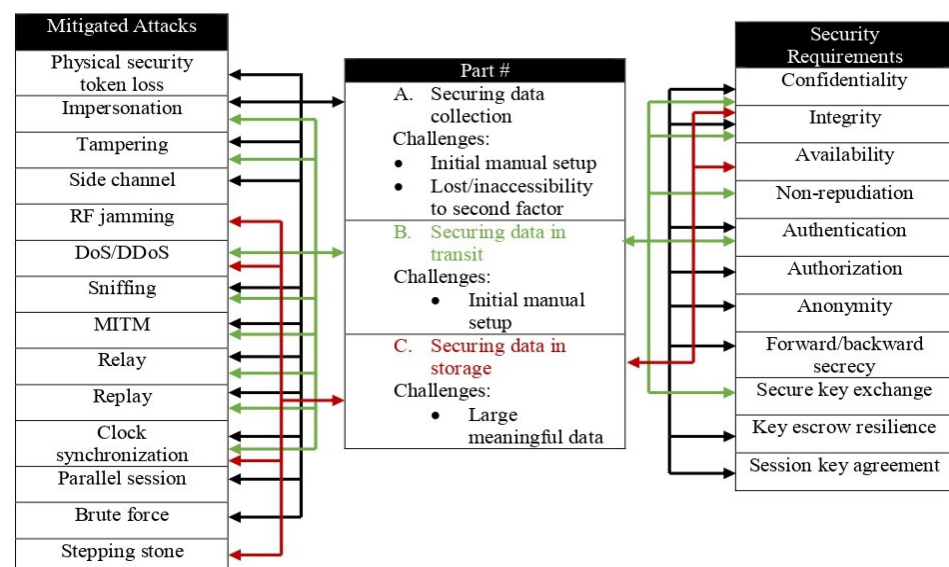 Mitigated Attacks
Physical security
token loss
Impersonation
Tampering
Side channel
RF jamming
DoS/DDoS
Sniffing
MITM
Relay
Replay
Clock
synchronization
Parallel session
Brute force
Stepping stone
Part #
A. Securing data
collection
Challenges:
• Initial manual setup
• Lost/inaccessibility
to second factor
B. Securing data in
transit
Challenges:
• Initial manual
setup
C. Securing data in
storage
Challenges:
• Large
meaningful data
Security
Requirements
Confidentiality
Integrity
Availability
Non-repudiation
Authentication
Authorization
Anonymity
Forward/backward
secrecy
Secure key exchange
Key escrow resilience
Session key agreement